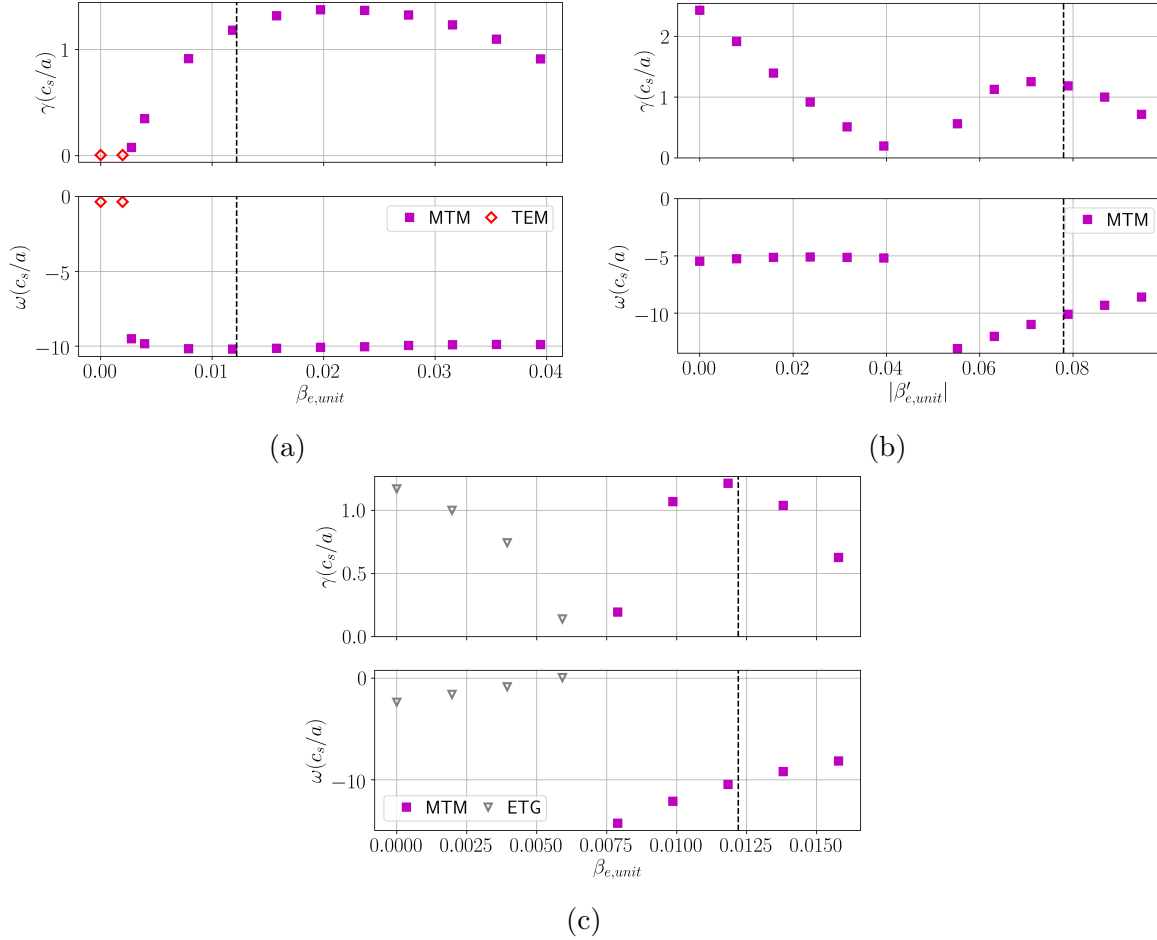 1
0
γ(c_s/a)
0
−5
−10
ω(c_s/a)
MTM TEM
0.00 0.01 0.02 0.03 0.04
β_{e,unit}
(a)
2
1
0
γ(c_s/a)
0
−5
−10
ω(c_s/a)
MTM
0.00 0.02 0.04 0.06 0.08
|β′_{e,unit}|
(b)
1.0
0.5
0.0
γ(c_s/a)
0
−10
ω(c_s/a)
MTM ETG
0.0000 0.0025 0.0050 0.0075 0.0100 0.0125 0.0150
β_{e,unit}
(c)